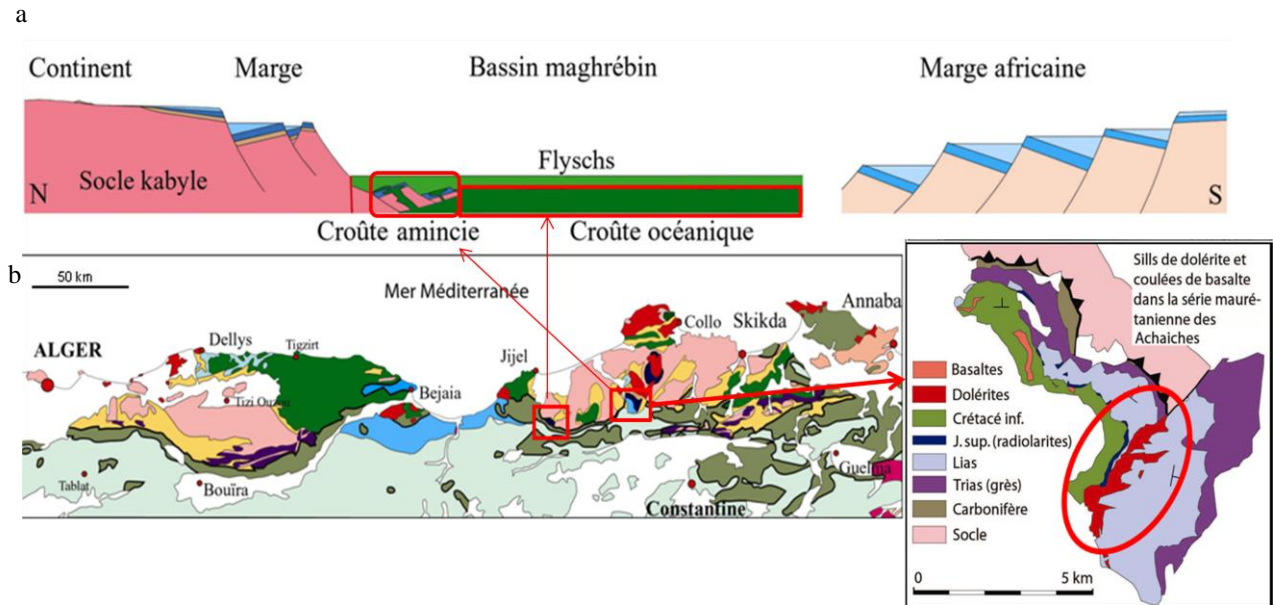 a
Continent
Marge
Bassin maghrébin
Marge africaine
Flyschs
Socle kabyle
N
S
Croûte amincie
Croûte océanique
b
50 km
Mer Méditerranée
Annaba
Skikda
Collo
Dellys
Tigzirt
Jijel
ALGER
Bejaia
Tizi Ouzou
Guelma
Tablat
Bouïra
Constantine
Sills de dolérite et
coulées de basalte
dans la série mauré-
tanienne des
Achaiches
Basaltes
Dolérites
Crétacé inf.
J. sup. (radiolarites)
Lias
Trias (grès)
Carbonifère
Socle
0
5 km